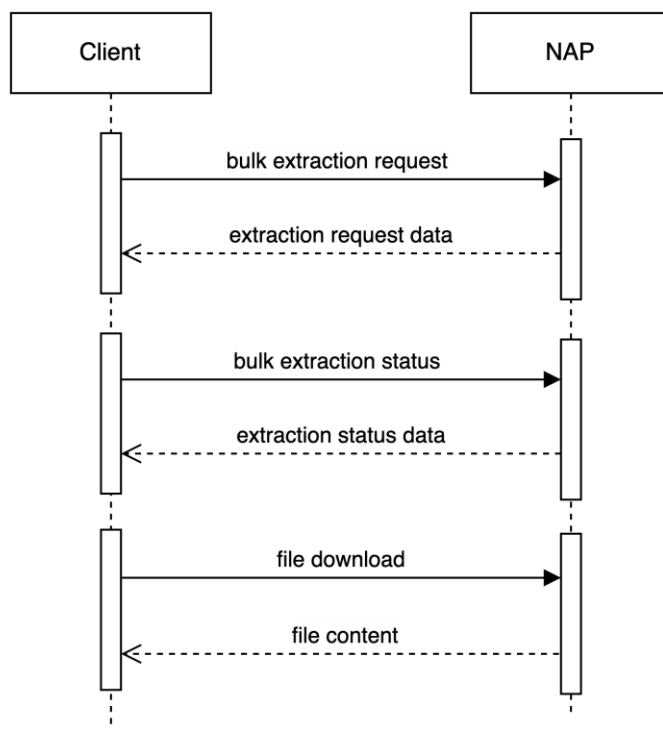 Client
NAP
bulk extraction request
extraction request data
bulk extraction status
extraction status data
file download
file content